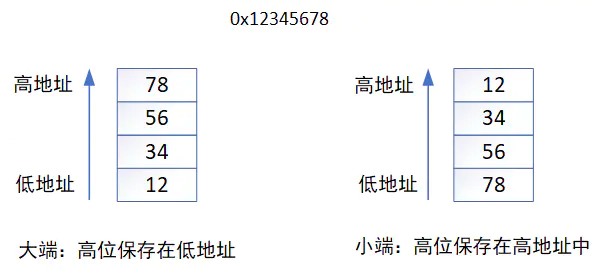 0x12345678
高地址 78 高地址 12
56 34
34 56
低地址 12 低地址 78
大端：高位保存在低地址 小端：高位保存在高地址中